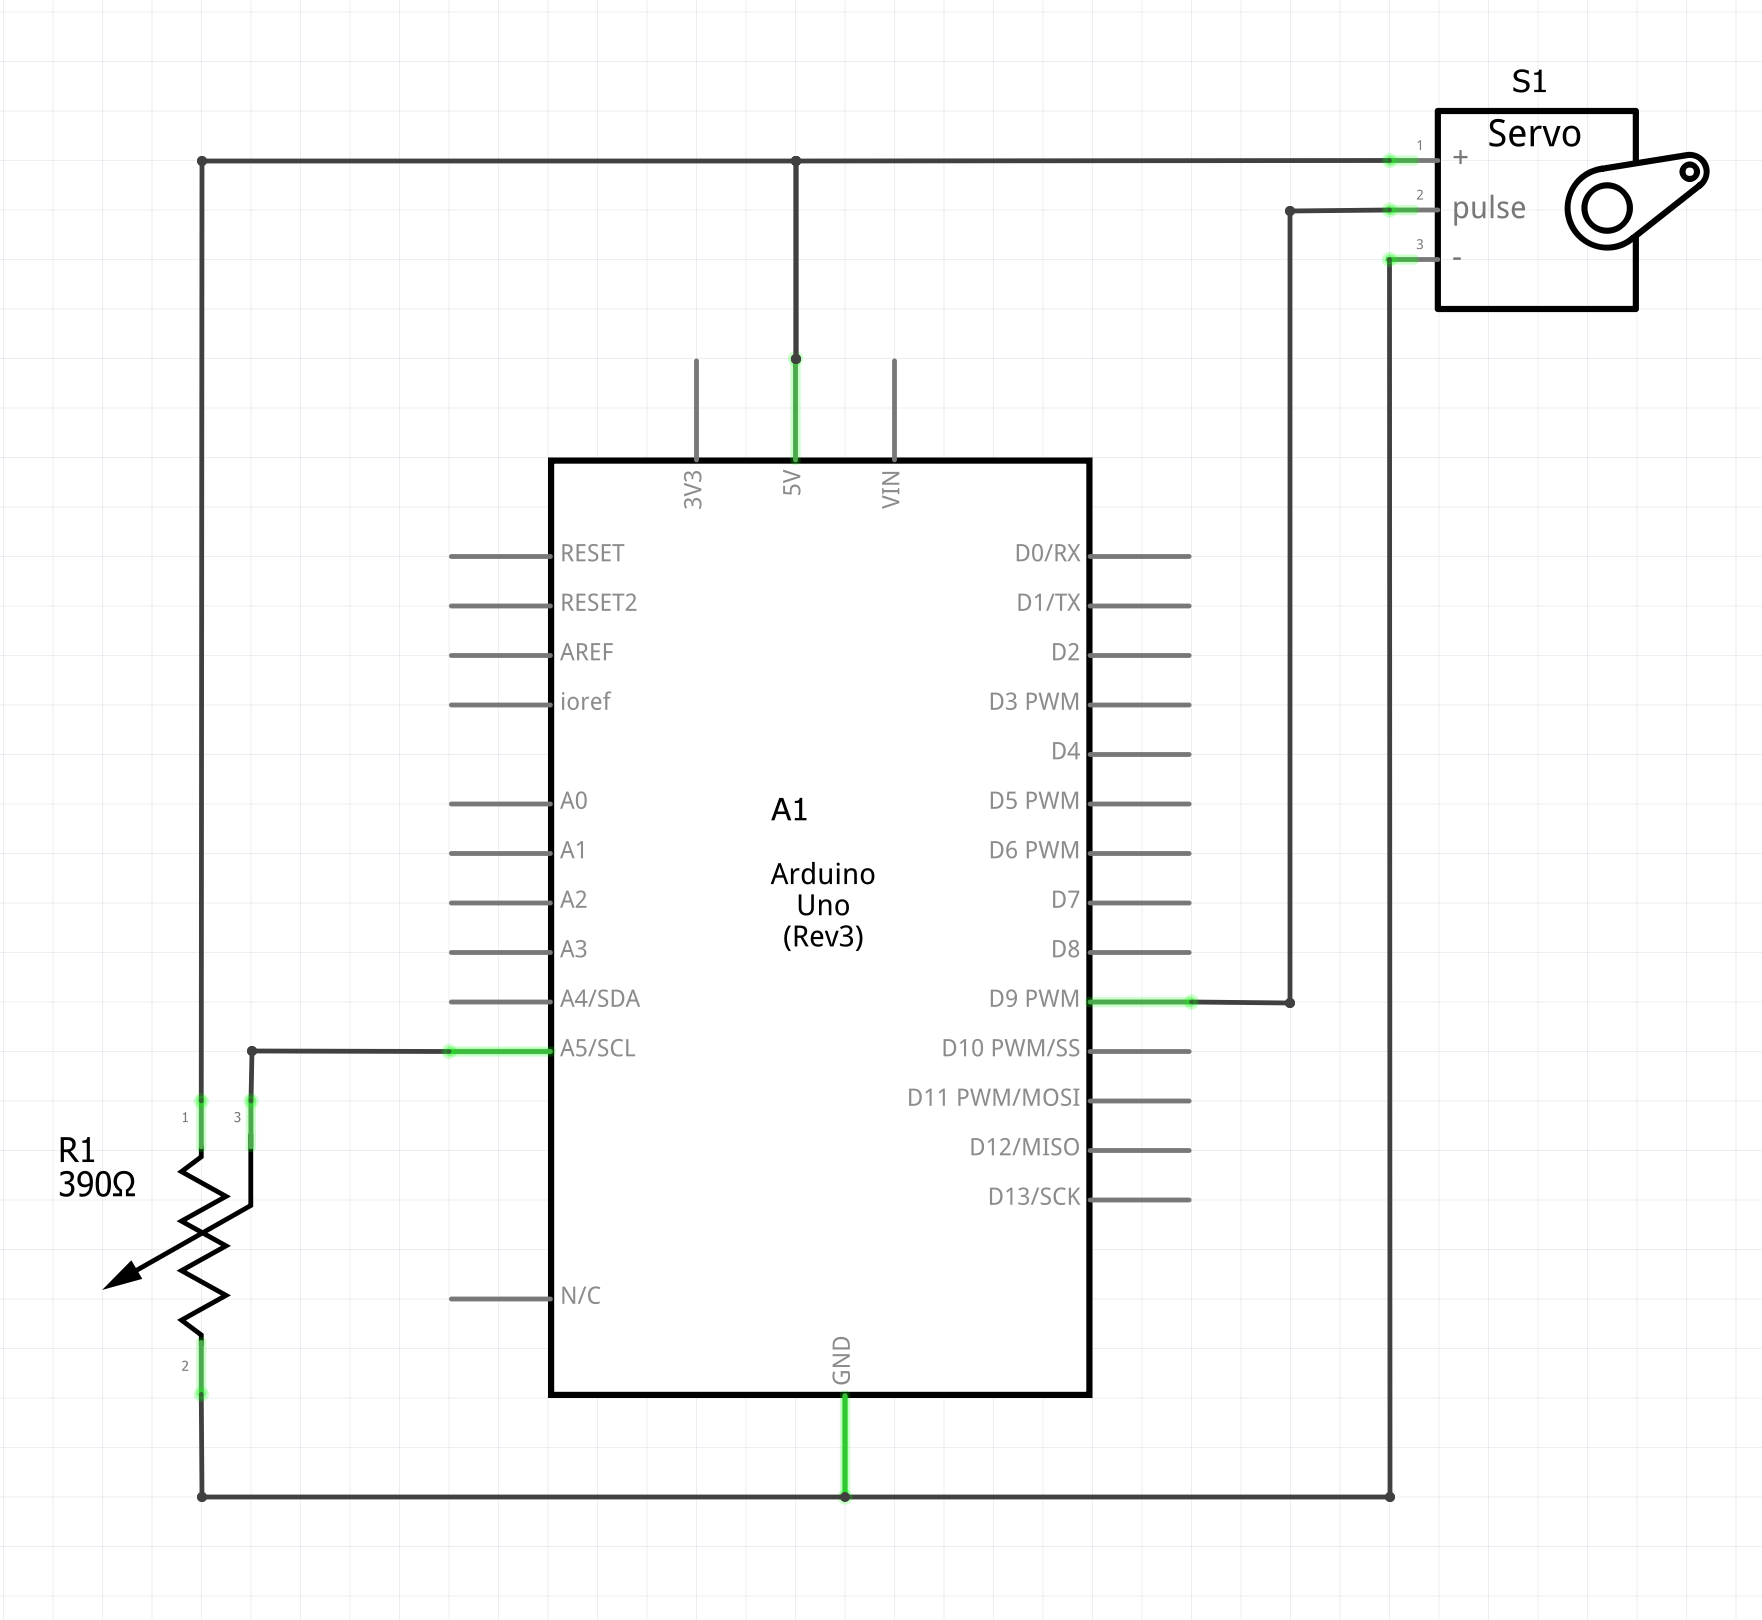 S1
Servo
1
+
2
pulse
3
-
3V3
5V
VIN
RESET
D0/RX
RESET2
D1/TX
AREF
D2
ioref
D3 PWM
D4
A0
D5 PWM
A1
A1
D6 PWM
Arduino
Uno
(Rev3)
A2
D7
A3
D8
A4/SDA
D9 PWM
A5/SCL
D10 PWM/SS
D11 PWM/MOSI
1
3
R1
390Ω
D12/MISO
D13/SCK
N/C
2
GND